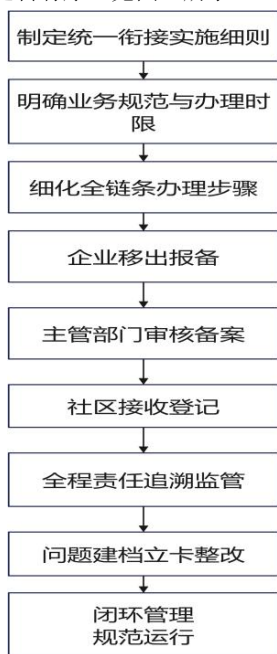 制定统一衔接实施细则
明确业务规范与办理时
限
细化全链条办理步骤
企业移出报备
主管部门审核备案
社区接收登记
全程责任追溯监管
问题建档立卡整改
闭环管理
规范运行